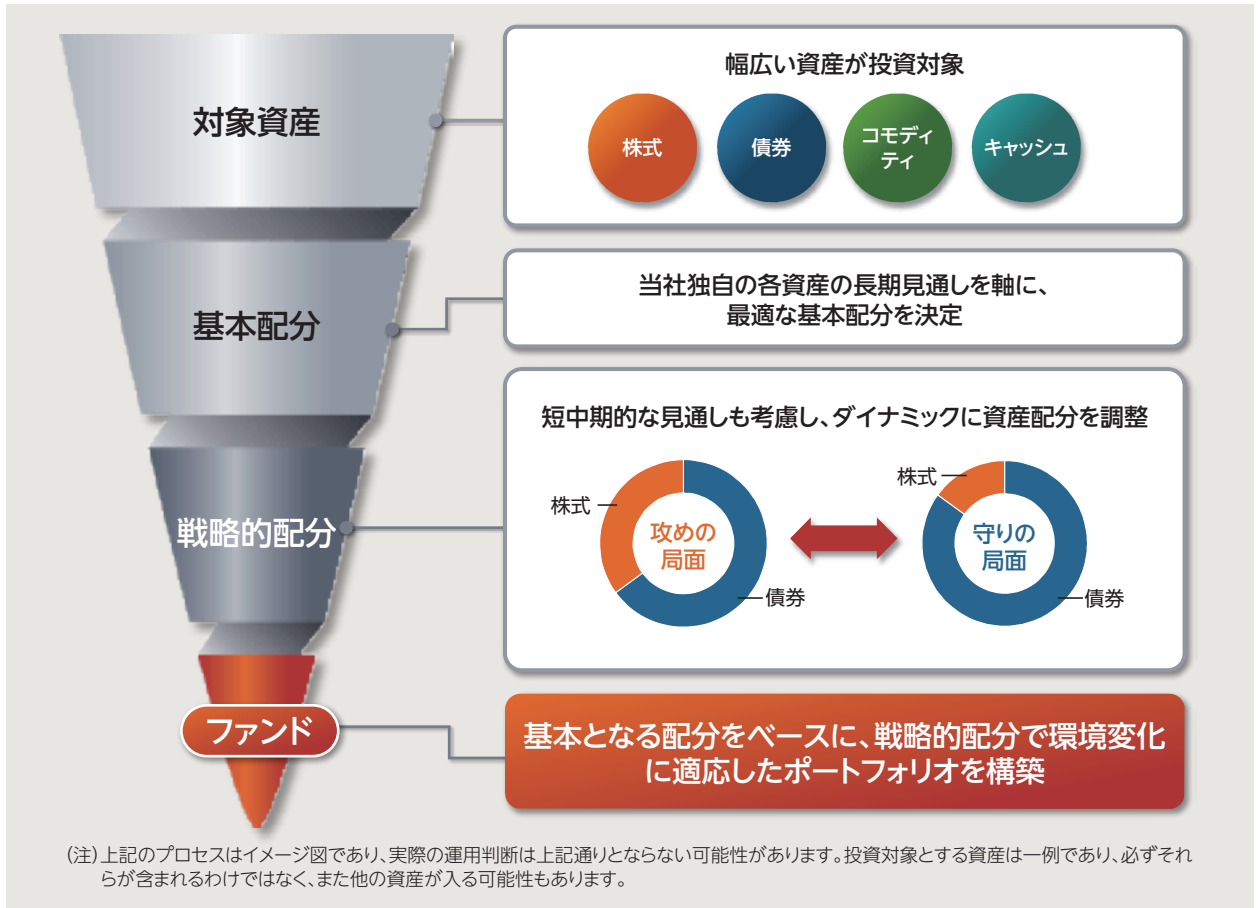 対象資産
幅広い資産が投資対象
株式
債券
コモディ
ティ
キャッシュ
基本配分
当社独自の各資産の長期見通しを軸に、
最適な基本配分を決定
戦略的配分
短中期的な見通しも考慮し、ダイナミックに資産配分を調整
株式
攻めの
局面
債券
株式
守りの
局面
債券
ファンド
基本となる配分をベースに、戦略的配分で環境変化
に適応したポートフォリオを構築
(注)上記のプロセスはイメージ図であり、実際の運用判断は上記通りとならない可能性があります。投資対象とする資産は一例であり、必ずそれ
らが含まれるわけではなく、また他の資産が入る可能性もあります。